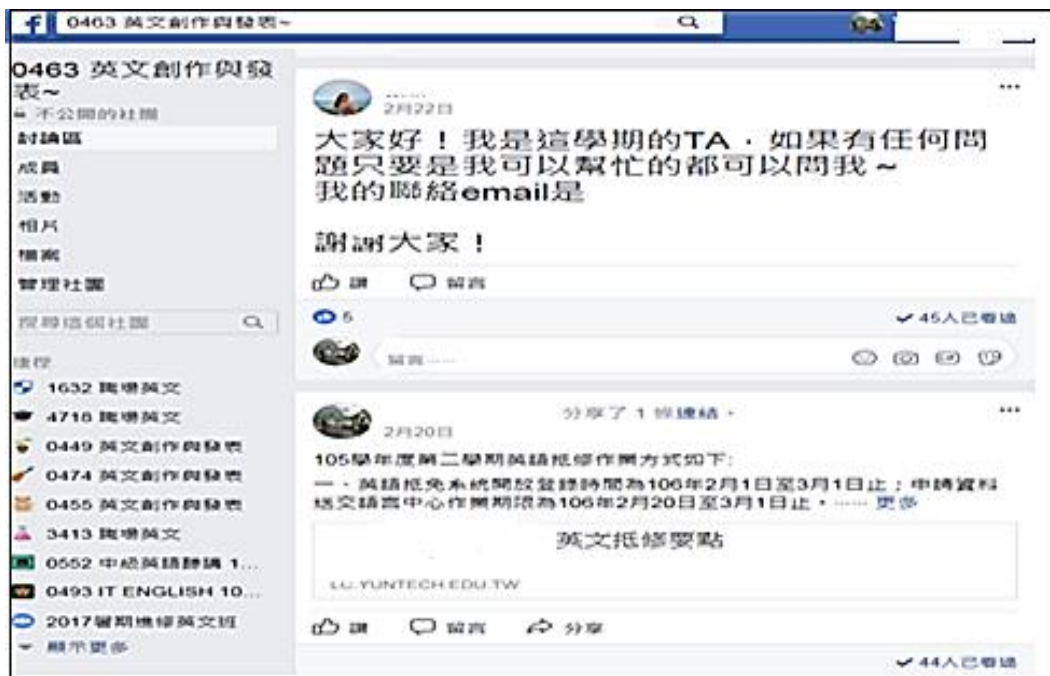 f 0463 英文創作與發表~
0463 英文創作與發
表~
不公開的社團
討論區
成員
活動
相片
檔案
管理社團
搜尋這個社團
捷徑
1632 職場英文
4718 職場英文
0449 英文創作與發表
0474 英文創作與發表
0455 英文創作與發表
3413 職場英文
0552 中級英語聽講 1...
0493 IT ENGLISH 10...
2017暑期進修英文班
顯示更多
2月22日
大家好！我是這學期的TA，如果有任何問
題只要是我可以幫忙的都可以問我~
我的聯絡email是
謝謝大家！
讚 留言
5
45人已看過
留言......
分享了 1 條連結。
2月20日
105學年度第二學期英語抵修作業方式如下:
一、英語抵免系統開放登錄時間為106年2月1日至3月1日止；申請資料
送交語言中心作業期限為106年2月20日至3月1日止。...... 更多
英文抵修要點
LC.YUNTECH.EDU.TW
讚 留言 分享
44人已看過